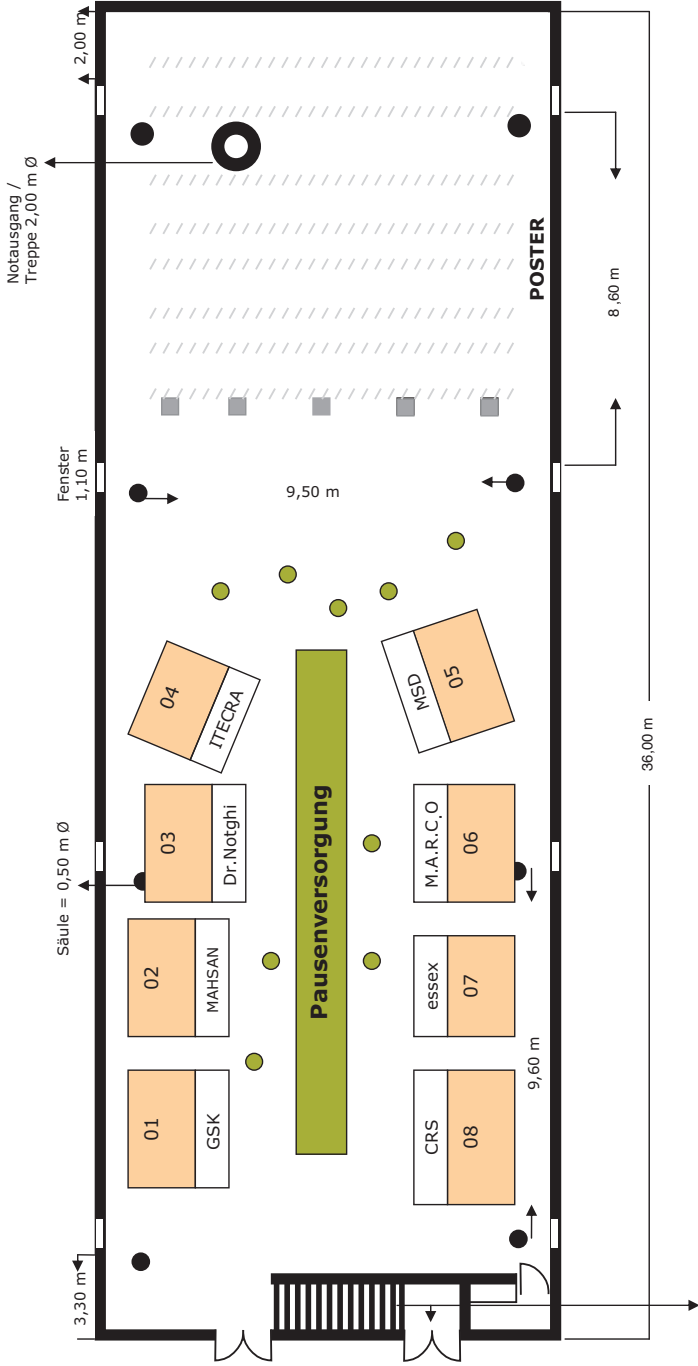 2,00 m
Notausgang /
Treppe 2,00 m Ø
POSTER
8,60 m
Fenster
1,10 m
9,50 m
04
ITECRA
MSD
05
36,00 m
Säule = 0,50 m Ø
03
Dr.Notghi
Pausenversorgung
M.A.R.C,O
06
02
MAHSAN
essex
07
9,60 m
01
GSK
CRS
08
3,30 m